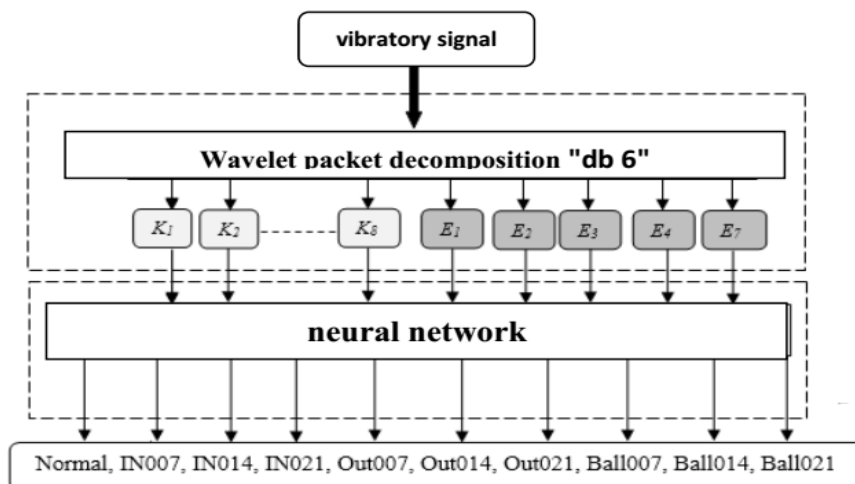 vibratory signal
Wavelet packet decomposition "db 6"
K1 K2 K8 E1 E2 E3 E4 E7
neural network
Normal, IN007, IN014, IN021, Out007, Out014, Out021, Ball007, Ball014, Ball021